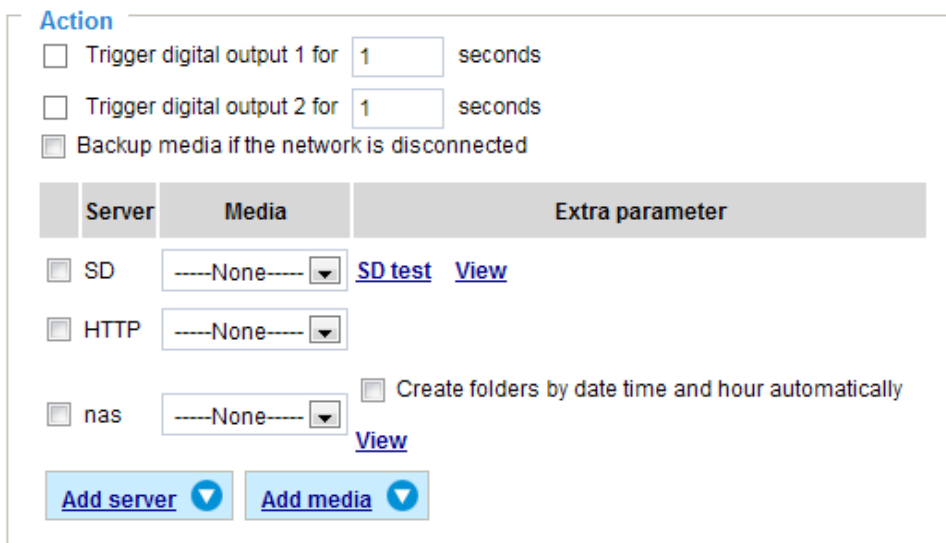 Action
Trigger digital output 1 for 1 seconds
Trigger digital output 2 for 1 seconds
Backup media if the network is disconnected
Server Media Extra parameter
SD -----None----- SD test View
HTTP -----None-----
Create folders by date time and hour automatically
nas -----None-----
View
Add server Add media